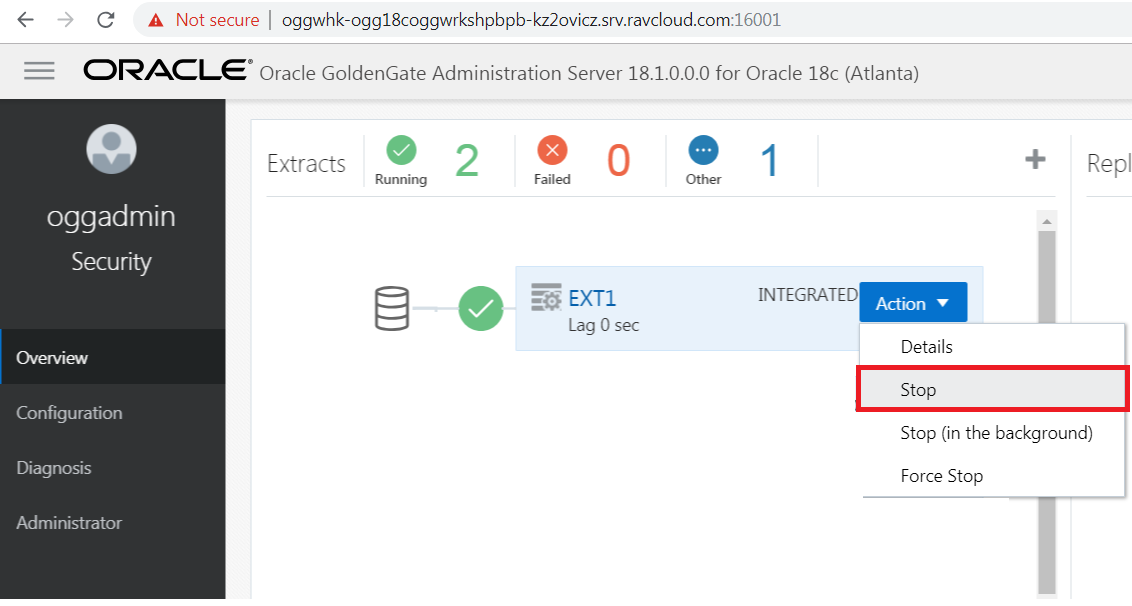 Not secure | oggwhk-ogg18coggwrkshpbpb-kz2ovicz.srv.ravcloud.com:16001
ORACLE® Oracle GoldenGate Administration Server 18.1.0.0.0 for Oracle 18c (Atlanta)
oggadmin
Security
Overview
Configuration
Diagnosis
Administrator
Extracts
Running
2
Failed
0
Other
1
+
Repl
EXT1
Lag 0 sec
INTEGRATED
Action
Details
Stop
Stop (in the background)
Force Stop